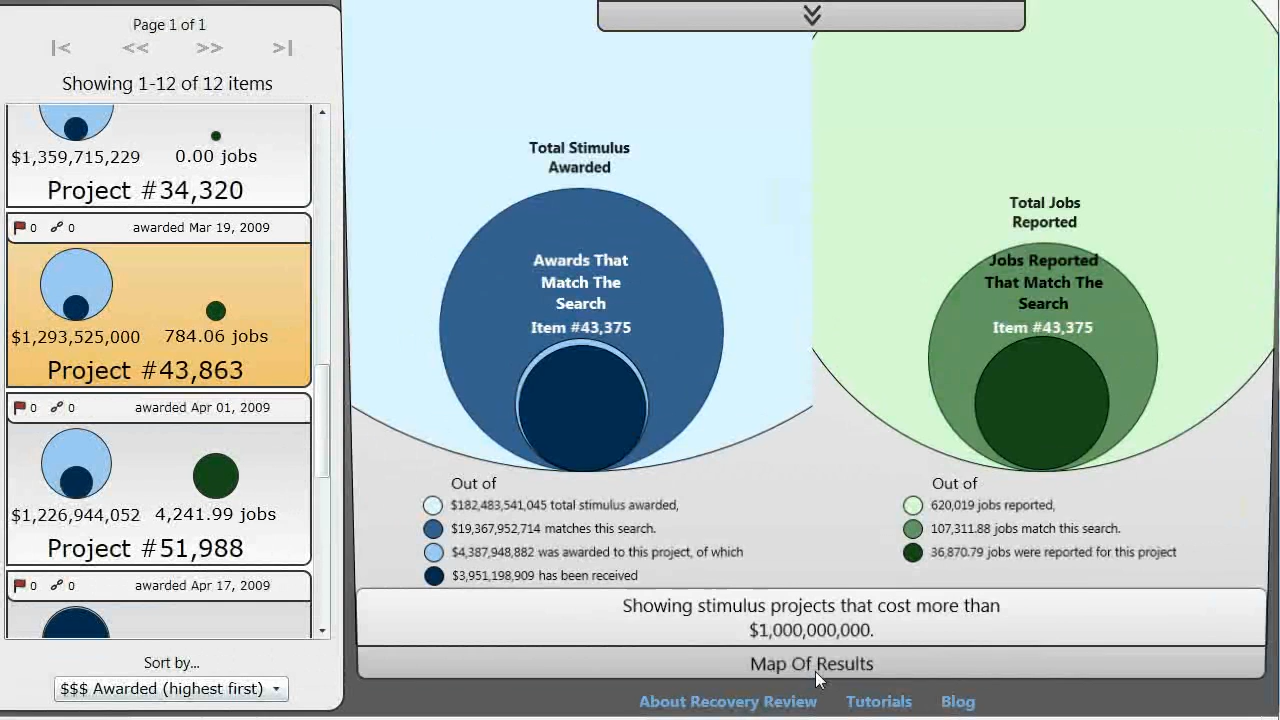 Page 1 of 1
|< << >> >|
Showing 1-12 of 12 items
$1,359,715,229 0.00 jobs
Project #34,320
0 0 awarded Mar 19, 2009
$1,293,525,000 784.06 jobs
Project #43,863
0 0 awarded Apr 01, 2009
$1,226,944,052 4,241.99 jobs
Project #51,988
0 0 awarded Apr 17, 2009
Sort by...
$$$ Awarded (highest first)
Total Stimulus
Awarded
Awards That
Match The
Search
Item #43,375
Out of
$182,483,541,045 total stimulus awarded,
$19,367,952,714 matches this search.
$4,387,948,882 was awarded to this project, of which
$3,951,198,909 has been received
Total Jobs
Reported
Jobs Reported
That Match The
Search
Item #43,375
Out of
620,019 jobs reported,
107,311.88 jobs match this search.
36,870.79 jobs were reported for this project
Showing stimulus projects that cost more than
$1,000,000,000.
Map Of Results
About Recovery Review Tutorials Blog